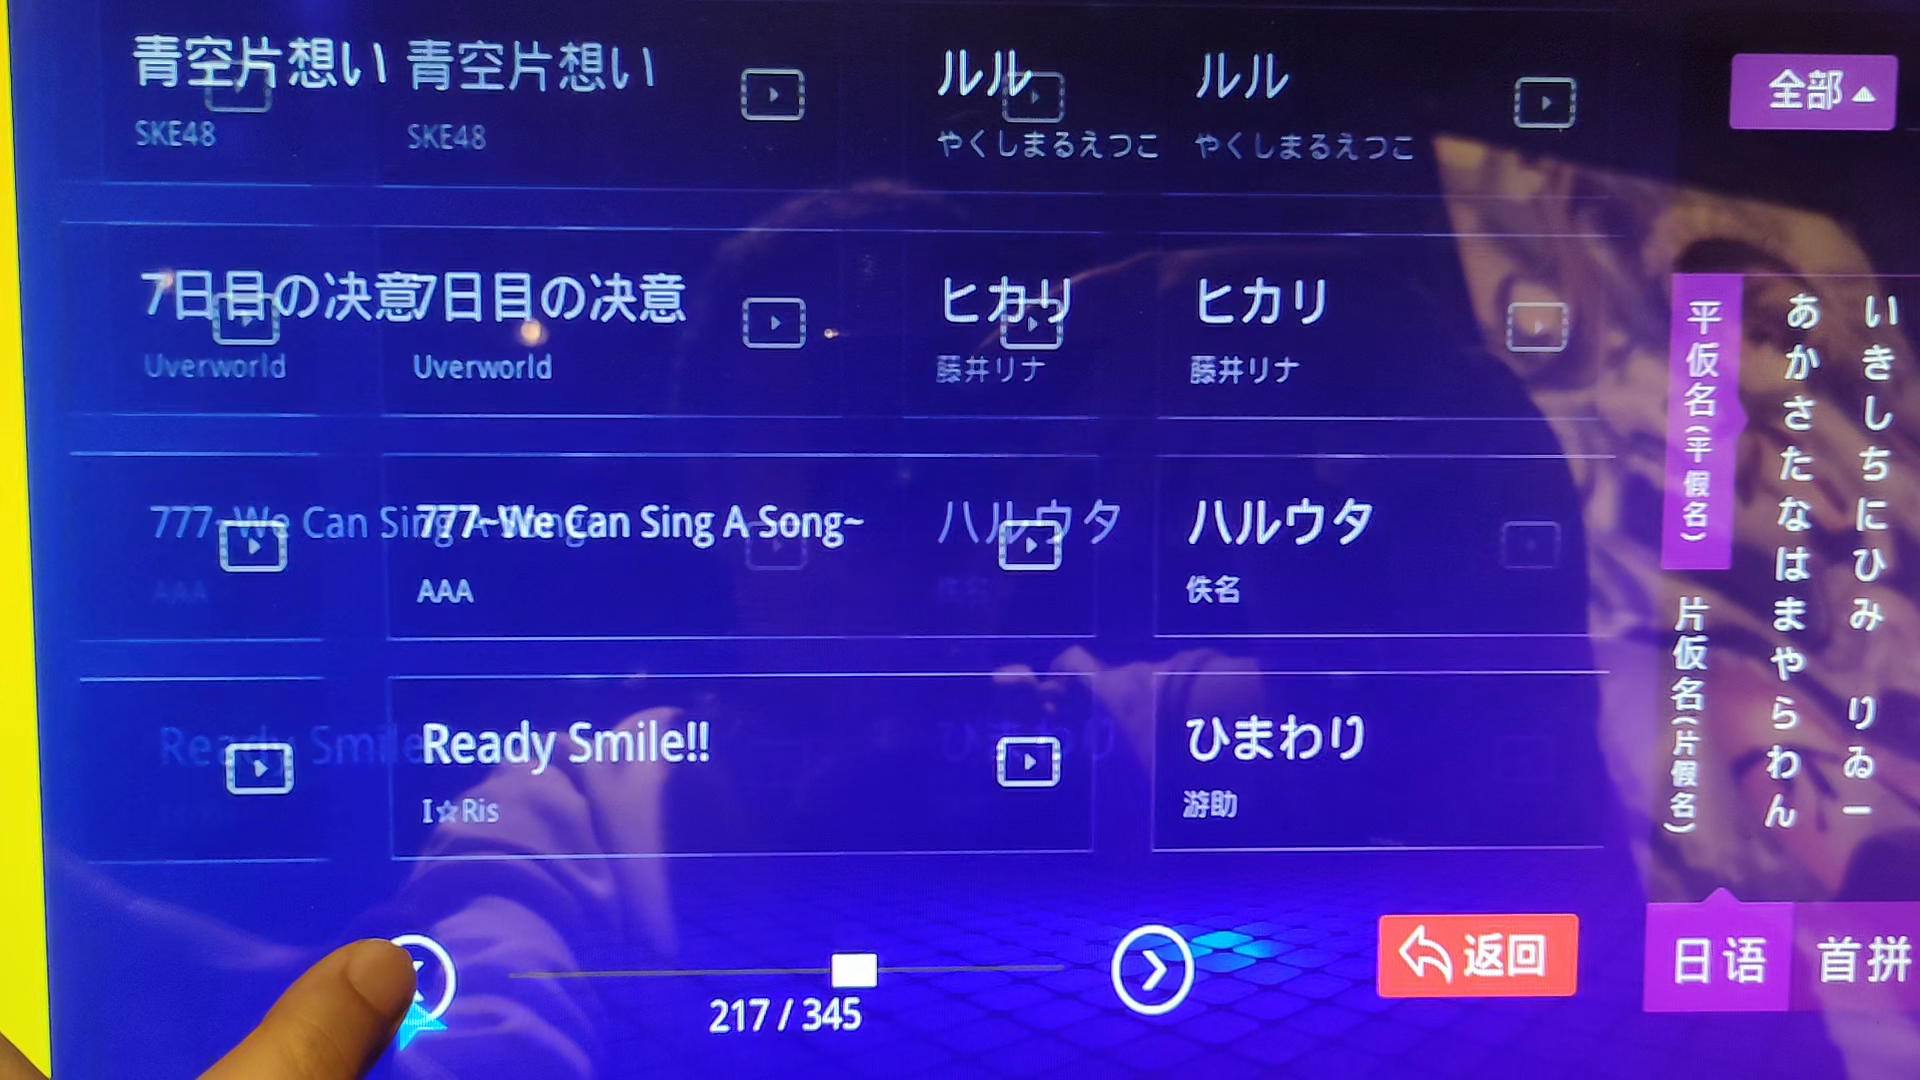 青空片想い 青空片想い
SKE48 SKE48
ルル ルル
やくしまるえつこ やくしまるえつこ
7日目の决意 7日目の决意
Uverworld Uverworld
ヒカリ ヒカリ
藤井リナ 藤井リナ
777~We Can Sing A Song~ 777~We Can Sing A Song~
AAA AAA
ハルウタ ハルウタ
佚名 佚名
Ready Smile!! Ready Smile
I☆Ris
ひまわり ひまわり
游助
217 / 345
返回
全部
平仮名(平假名)
片仮名(片假名)
あかさたなはまやらわん
いきしちにひみ りゐー
日语
首拼